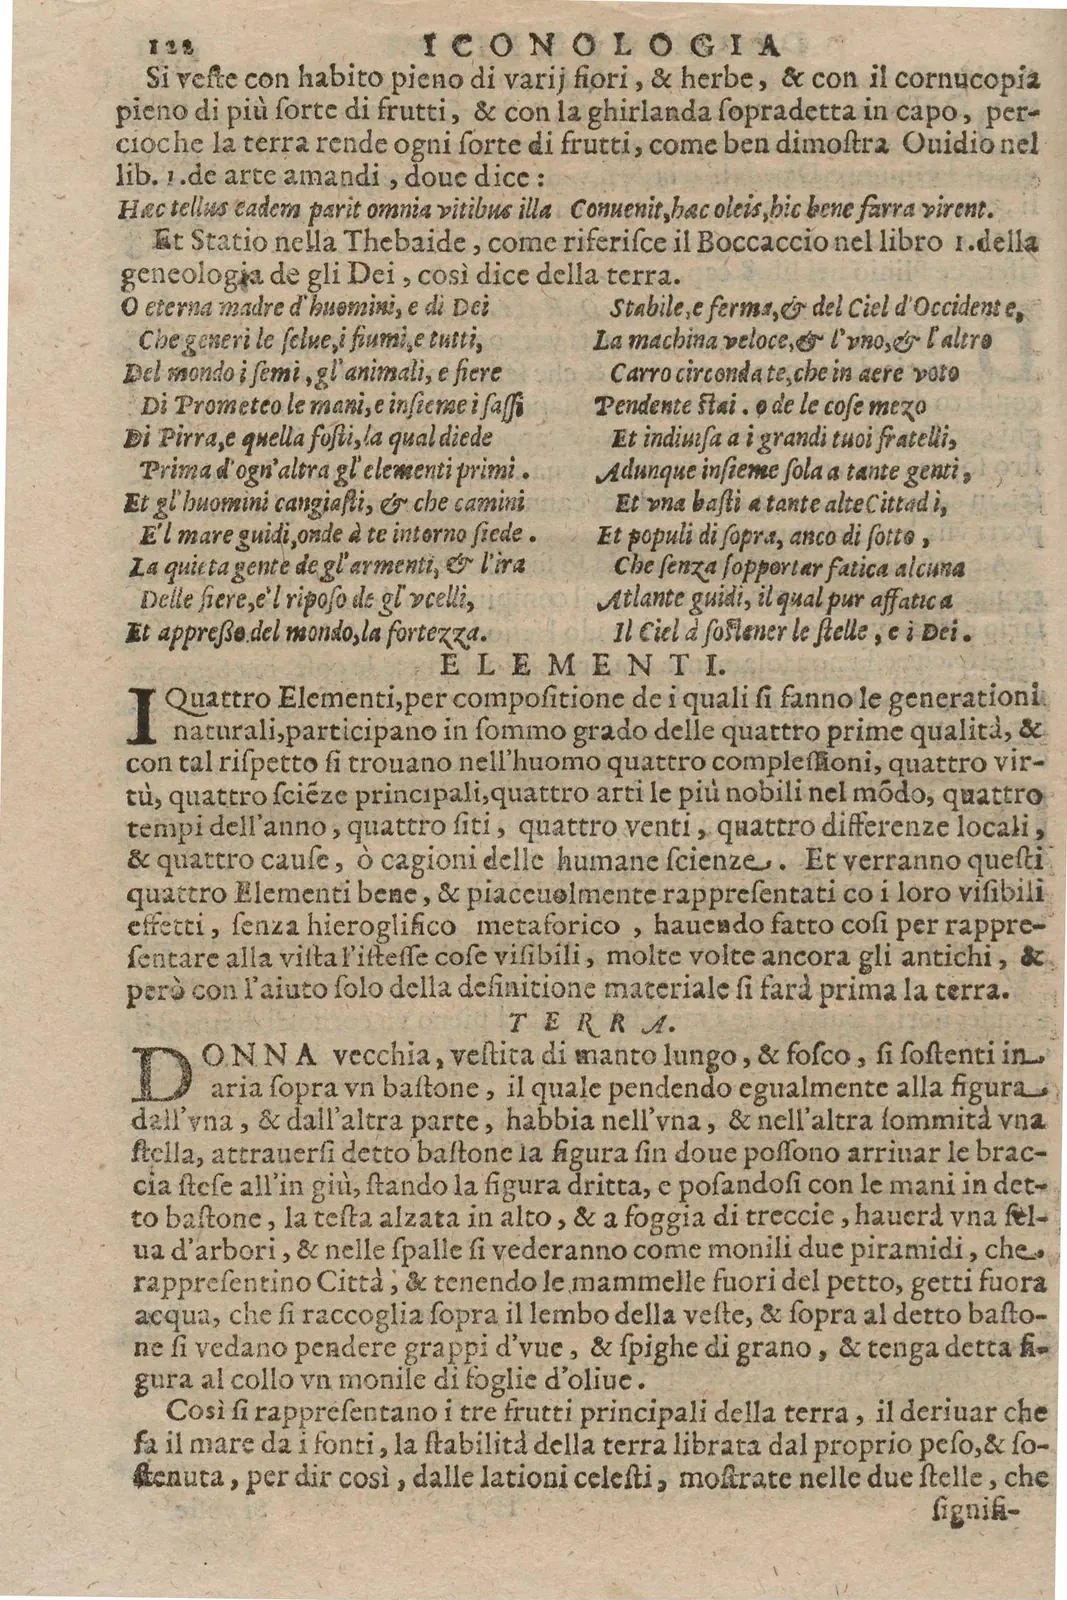 122 ICONOLOGIA
Si veſte con habito pieno di varij fiori, & herbe, & con il cornucopia
pieno di più ſorte di frutti, & con la ghirlanda ſopradetta in capo, per-
cioche la terra rende ogni ſorte di frutti, come ben dimoſtra Ouidio nel
lib. 1. de arte amandi, doue dice:
Hæc tellus eadem parit omnia vitibus illa Conuenit, hæc oleis, hic bene farra virent.
Et Statio nella Thebaide, come riferiſce il Boccaccio nel libro 1. della
geneologia de gli Dei, così dice della terra.
O eterna madre d'huomini, e di Dei
Che generi le ſelue, i fiumi, e tutti,
Del mondo i ſemi, gl'animali, e fiere
Di Prometeo le mani, e inſieme i ſaſſi
Di Pirra, e quella foſti, la qual diede
Prima d'ogn'altra gl'elementi primi.
Et gl'huomini cangiaſti, & che camini
E'l mare guidi, onde à te intorno ſiede.
La quieta gente de gl'armenti, & l'ira
Delle fiere, e'l ripoſo de gl'vcelli,
Et appreſſo del mondo, la fortezza.
Stabile, e ferma, & del Ciel d'Occidente,
La machina veloce, & l'vno, & l'altro
Carro circonda te, che in aere voto
Pendente ſtai. o de le coſe mezo
Et indiuiſa a i grandi tuoi fratelli,
Adunque inſieme ſola a tante genti,
Et vna baſti a tante alte Cittadi,
Et populi di ſopra, anco di ſotto,
Che ſenza ſopportar fatica alcuna
Atlante guidi, il qual pur affatica
Il Ciel à ſoſtener le ſtelle, e i Dei.
ELEMENTI.
I Quattro Elementi, per compoſitione de i quali ſi fanno le generationi
naturali, participano in ſommo grado delle quattro prime qualità, &
con tal riſpetto ſi trouano nell'huomo quattro compleſſioni, quattro vir-
tù, quattro ſciẽze principali, quattro arti le più nobili nel mõdo, quattro
tempi dell'anno, quattro ſiti, quattro venti, quattro differenze locali,
& quattro cauſe, ò cagioni delle humane ſcienze. Et verranno queſti
quattro Elementi bene, & piaceuolmente rappreſentati co i loro viſibili
effetti, ſenza hieroglifico metaforico, hauendo fatto coſi per rappre-
ſentare alla viſta l'iſteſſe coſe viſibili, molte volte ancora gli antichi, &
però con l'aiuto ſolo della definitione materiale ſi farà prima la terra.
TERRA.
DONNA vecchia, veſtita di manto lungo, & foſco, ſi ſoſtenti in
aria ſopra vn baſtone, il quale pendendo egualmente alla figura
dall'vna, & dall'altra parte, habbia nell'vna, & nell'altra ſommità vna
ſtella, attrauerſi detto baſtone la figura fin doue poſſono arriuar le brac-
cia ſteſe all'in giù, ſtando la figura dritta, e poſandoſi con le mani in det-
to baſtone, la teſta alzata in alto, & a foggia di treccie, hauerà vna ſel-
ua d'arbori, & nelle ſpalle ſi vederanno come monili due piramidi, che
rappreſentino Città, & tenendo le mammelle fuori del petto, getti fuora
acqua, che ſi raccoglia ſopra il lembo della veſte, & ſopra al detto baſto-
ne ſi vedano pendere grappi d'vue, & ſpighe di grano, & tenga detta fi-
gura al collo vn monile di foglie d'oliue.
Così ſi rappreſentano i tre frutti principali della terra, il deriuar che
fa il mare da i fonti, la ſtabilità della terra librata dal proprio peſo, & ſo-
ſtenuta, per dir così, dalle lationi celeſti, moſtrate nelle due ſtelle, che
ſignifi-